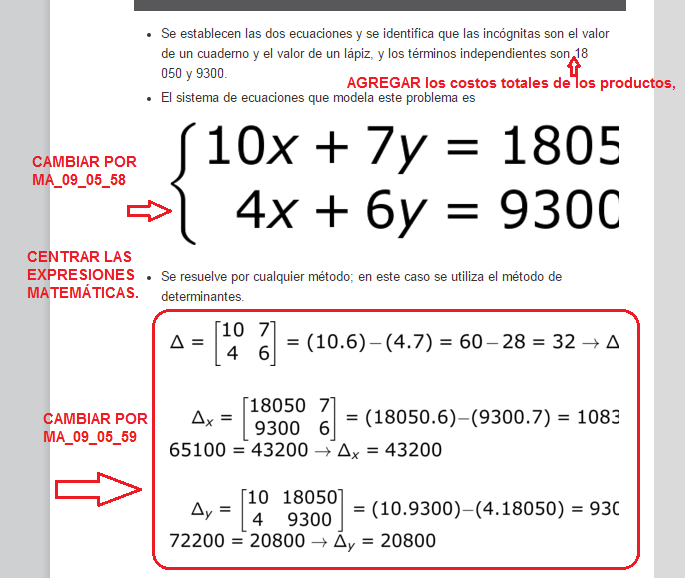 • Se establecen las dos ecuaciones y se identifica que las incógnitas son el valor
de un cuaderno y el valor de un lápiz, y los términos independientes son 18
050 y 9300.
AGREGAR los costos totales de los productos,
• El sistema de ecuaciones que modela este problema es
CAMBIAR POR
MA_09_05_58
10x + 7y = 1805
4x + 6y = 9300
CENTRAR LAS
EXPRESIONES
MATEMÁTICAS.
• Se resuelve por cualquier método; en este caso se utiliza el método de
determinantes.
Δ = [10 7
4 6] = (10.6)−(4.7) = 60−28 = 32 → Δ
CAMBIAR POR
MA_09_05_59
Δx = [18050 7
9300 6] = (18050.6)−(9300.7) = 1083
65100 = 43200 → Δx = 43200
Δy = [10 18050
4 9300] = (10.9300)−(4.18050) = 930
72200 = 20800 → Δy = 20800